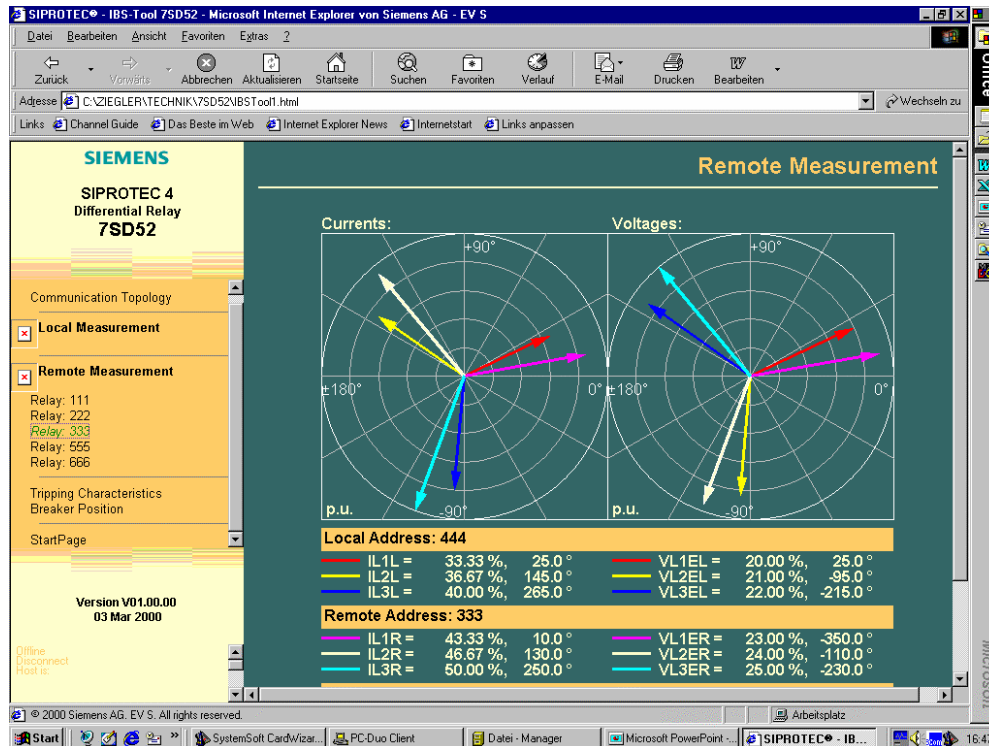 SIPROTEC® - IBS-Tool 7SD52 - Microsoft Internet Explorer von Siemens AG - EV S
Datei Bearbeiten Ansicht Favoriten Extras ?
Zurück Vorwärts Abbrechen Aktualisieren Startseite Suchen Favoriten Verlauf E-Mail Drucken Bearbeiten
Adresse C:\ZIEGLER\TECHNIK\7SD52\IBSTool1.html Wechseln zu
Links Channel Guide Das Beste im Web Internet Explorer News Internetstart Links anpassen
Office
SIEMENS
SIPROTEC 4
Differential Relay
7SD52
Communication Topology
Local Measurement
Remote Measurement
Relay: 111
Relay: 222
Relay: 333
Relay: 555
Relay: 666
Tripping Characteristics
Breaker Position
StartPage
Version V01.00.00
03 Mar 2000
Offline
Disconnect
Host is:
Remote Measurement
Currents: Voltages:
+90° +90°
±180° 0° ±180° 0°
-90° -90°
p.u. p.u.
Local Address: 444
IL1L = 33.33 %, 25.0 ° VL1EL = 20.00 %, 25.0 °
IL2L = 36.67 %, 145.0 ° VL2EL = 21.00 %, -95.0 °
IL3L = 40.00 %, 265.0 ° VL3EL = 22.00 %, -215.0 °
Remote Address: 333
IL1R = 43.33 %, 10.0 ° VL1ER = 23.00 %, -350.0 °
IL2R = 46.67 %, 130.0 ° VL2ER = 24.00 %, -110.0 °
IL3R = 50.00 %, 250.0 ° VL3ER = 25.00 %, -230.0 °
Microsoft
© 2000 Siemens AG. EV S. All rights reserved. Arbeitsplatz
Start SystemSoft CardWizar... PC-Duo Client Datei - Manager Microsoft PowerPoint -... SIPROTEC® - IB... 16:47